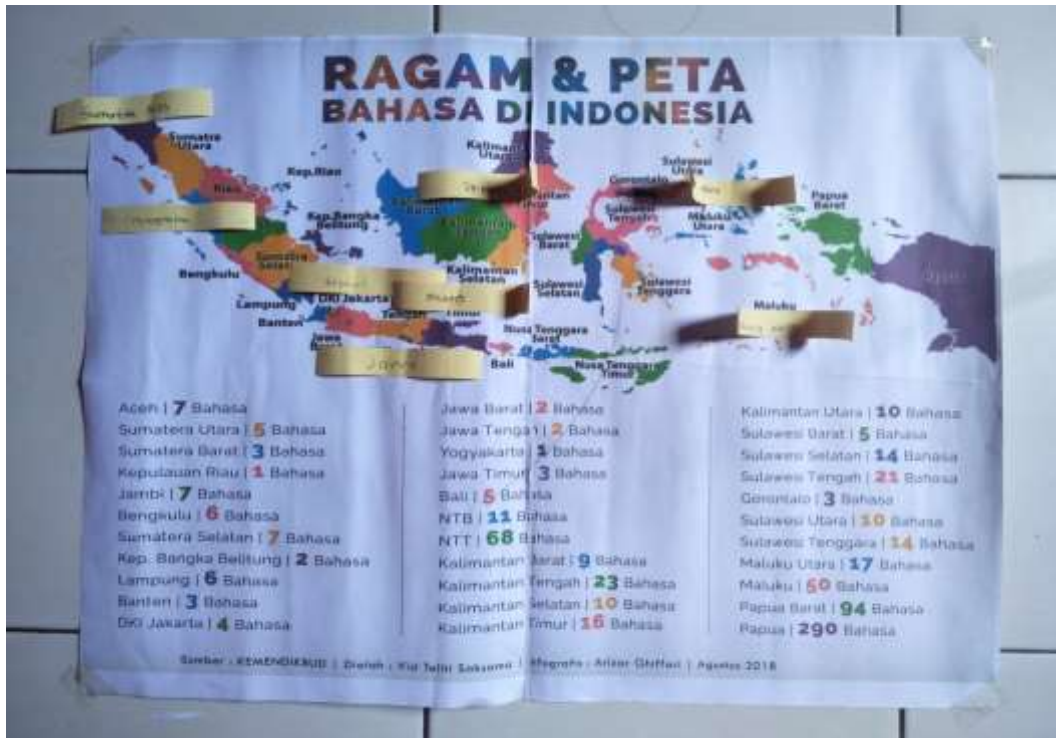 RAGAM & PETA
BAHASA DI INDONESIA
Sumatra
Utara
Riau
Kep.Riau
Kep.Bangka
Belitung
Sumatra
Bengkulu
Lampung
Banten
DKI Jakarta
Jawa
Tengah
Timur
Bali
Kalimantan
Utara
Kalimantan
Selatan
Gorontalo
Sulawesi
Utara
Sulawesi
Tengah
Sulawesi
Barat
Sulawesi
Selatan
Sulawesi
Tenggara
Maluku
Utara
Maluku
Papua
Barat
Nusa Tenggara
Barat
Nusa Tenggara
Timur
Aceh | 7 Bahasa
Sumatera Utara | 5 Bahasa
Sumatera Barat | 3 Bahasa
Kepulauan Riau | 1 Bahasa
Jambi | 7 Bahasa
Bengkulu | 6 Bahasa
Sumatera Selatan | 7 Bahasa
Kep. Bangka Belitung | 2 Bahasa
Lampung | 6 Bahasa
Banten | 3 Bahasa
DKI Jakarta | 4 Bahasa
Jawa Barat | 2 Bahasa
Jawa Tengah | 2 Bahasa
Yogyakarta | 1 Bahasa
Jawa Timur | 3 Bahasa
Bali | 5 Bahasa
NTB | 11 Bahasa
NTT | 68 Bahasa
Kalimantan Barat | 9 Bahasa
Kalimantan Tengah | 23 Bahasa
Kalimantan Selatan | 10 Bahasa
Kalimantan Timur | 16 Bahasa
Kalimantan Utara | 10 Bahasa
Sulawesi Barat | 5 Bahasa
Sulawesi Selatan | 14 Bahasa
Sulawesi Tengah | 21 Bahasa
Gorontalo | 3 Bahasa
Sulawesi Utara | 10 Bahasa
Sulawesi Tenggara | 14 Bahasa
Maluku Utara | 17 Bahasa
Maluku | 50 Bahasa
Papua Barat | 94 Bahasa
Papua | 290 Bahasa
Sumber : KEMENDIKBUD | Diolah : | Infografis : | Agustus 2018